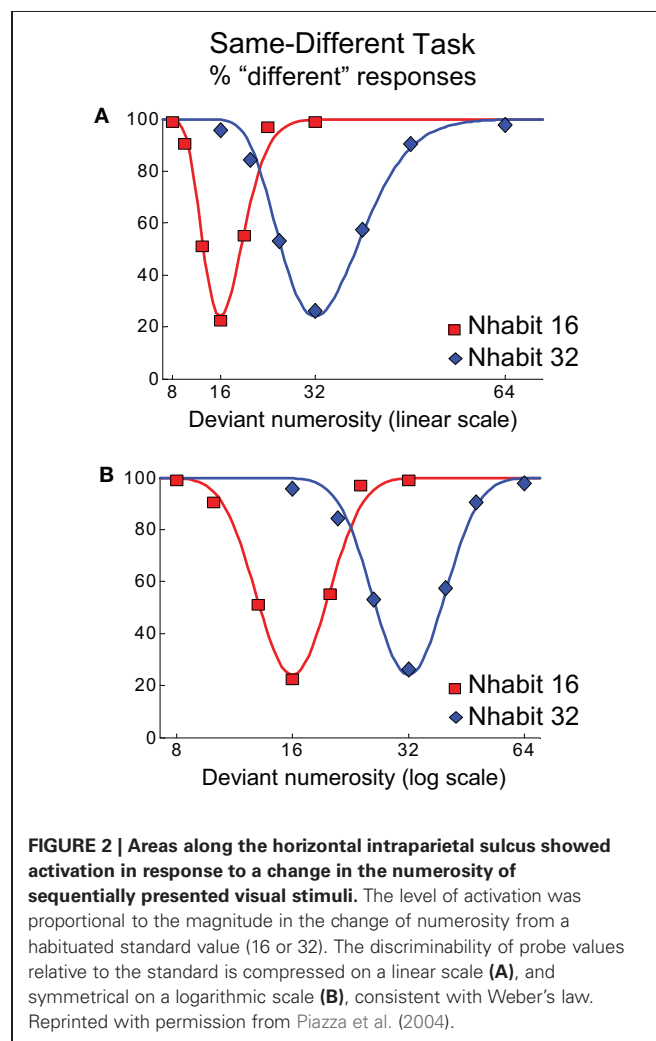 Same-Different Task
% "different" responses
A
100
80
60
40
20
0
Nhabit 16
Nhabit 32
8 16 32 64
Deviant numerosity (linear scale)
B
100
80
60
40
20
0
Nhabit 16
Nhabit 32
8 16 32 64
Deviant numerosity (log scale)
FIGURE 2 | Areas along the horizontal intraparietal sulcus showed
activation in response to a change in the numerosity of
sequentially presented visual stimuli. The level of activation was
proportional to the magnitude in the change of numerosity from a
habituated standard value (16 or 32). The discriminability of probe values
relative to the standard is compressed on a linear scale (A), and
symmetrical on a logarithmic scale (B), consistent with Weber's law.
Reprinted with permission from Piazza et al. (2004).